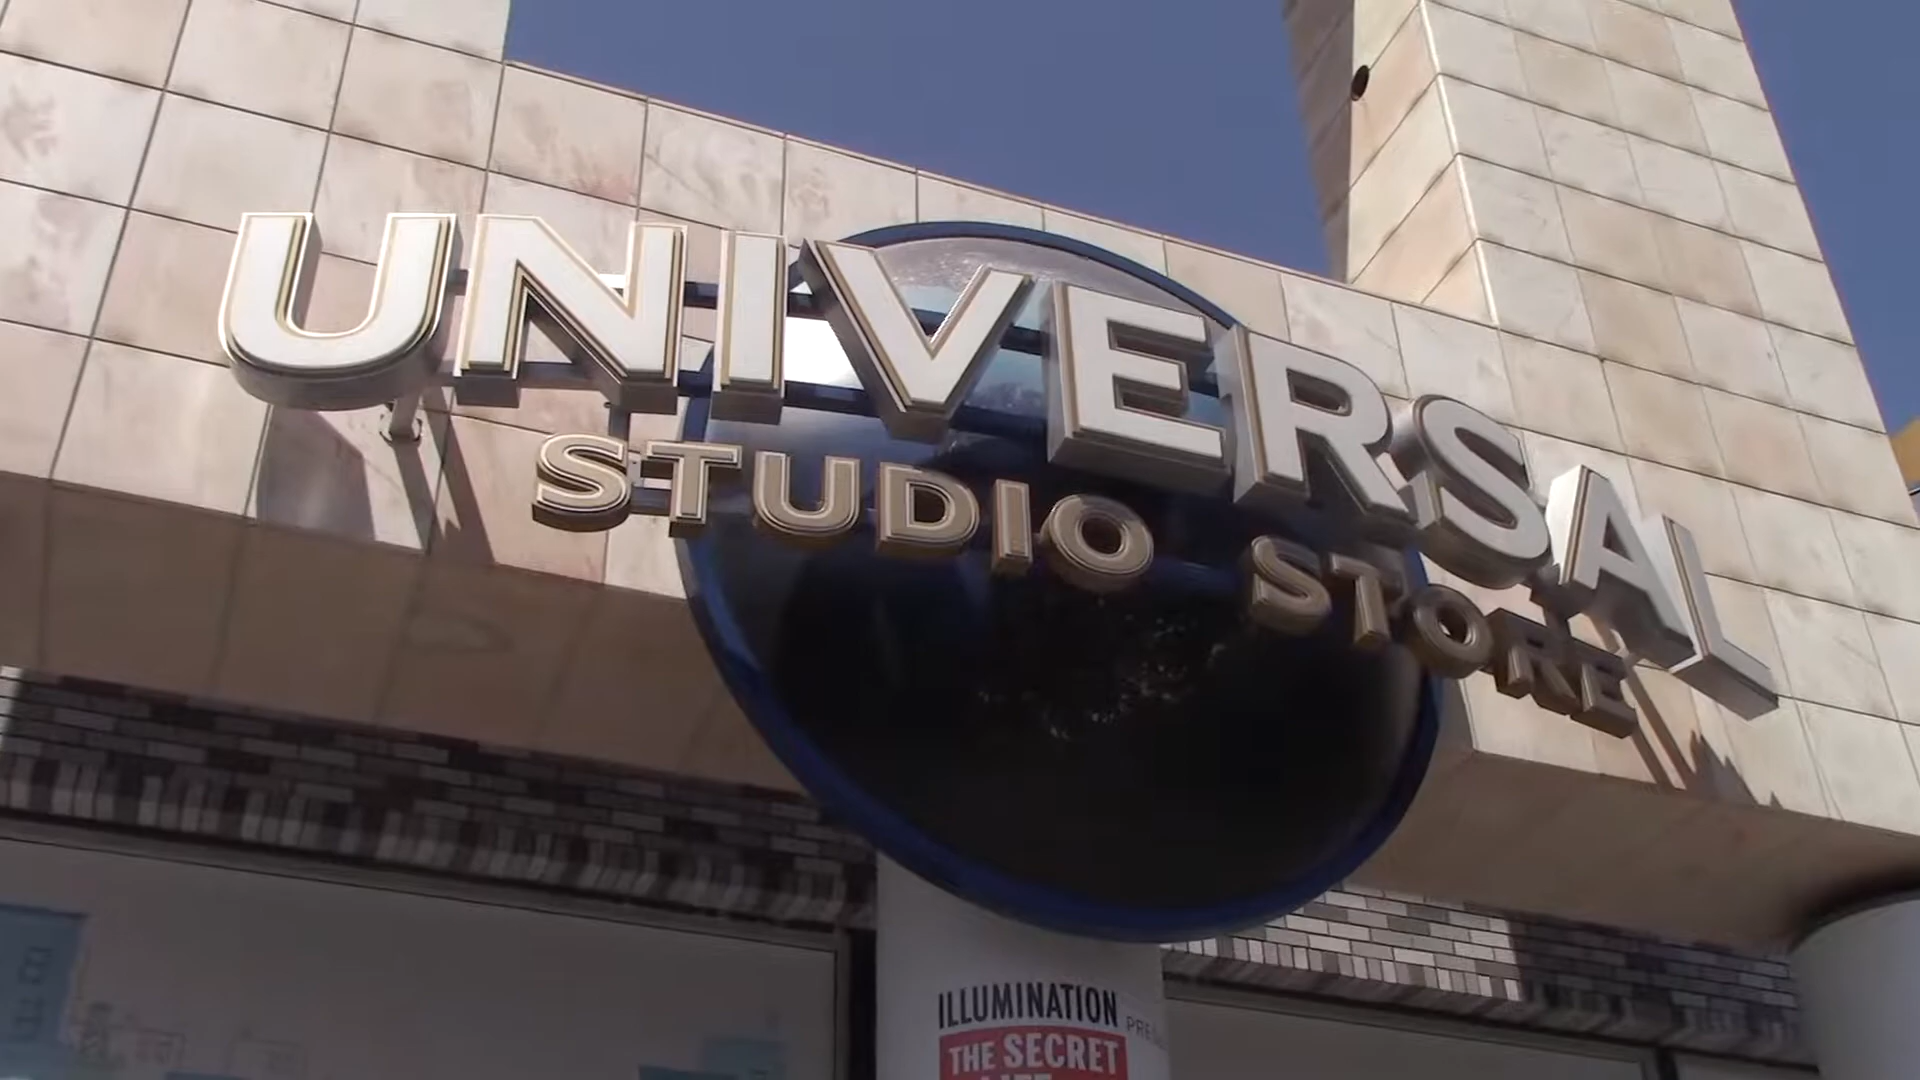 UNIVERSAL
STUDIO STORE
ILLUMINATION
THE SECRET